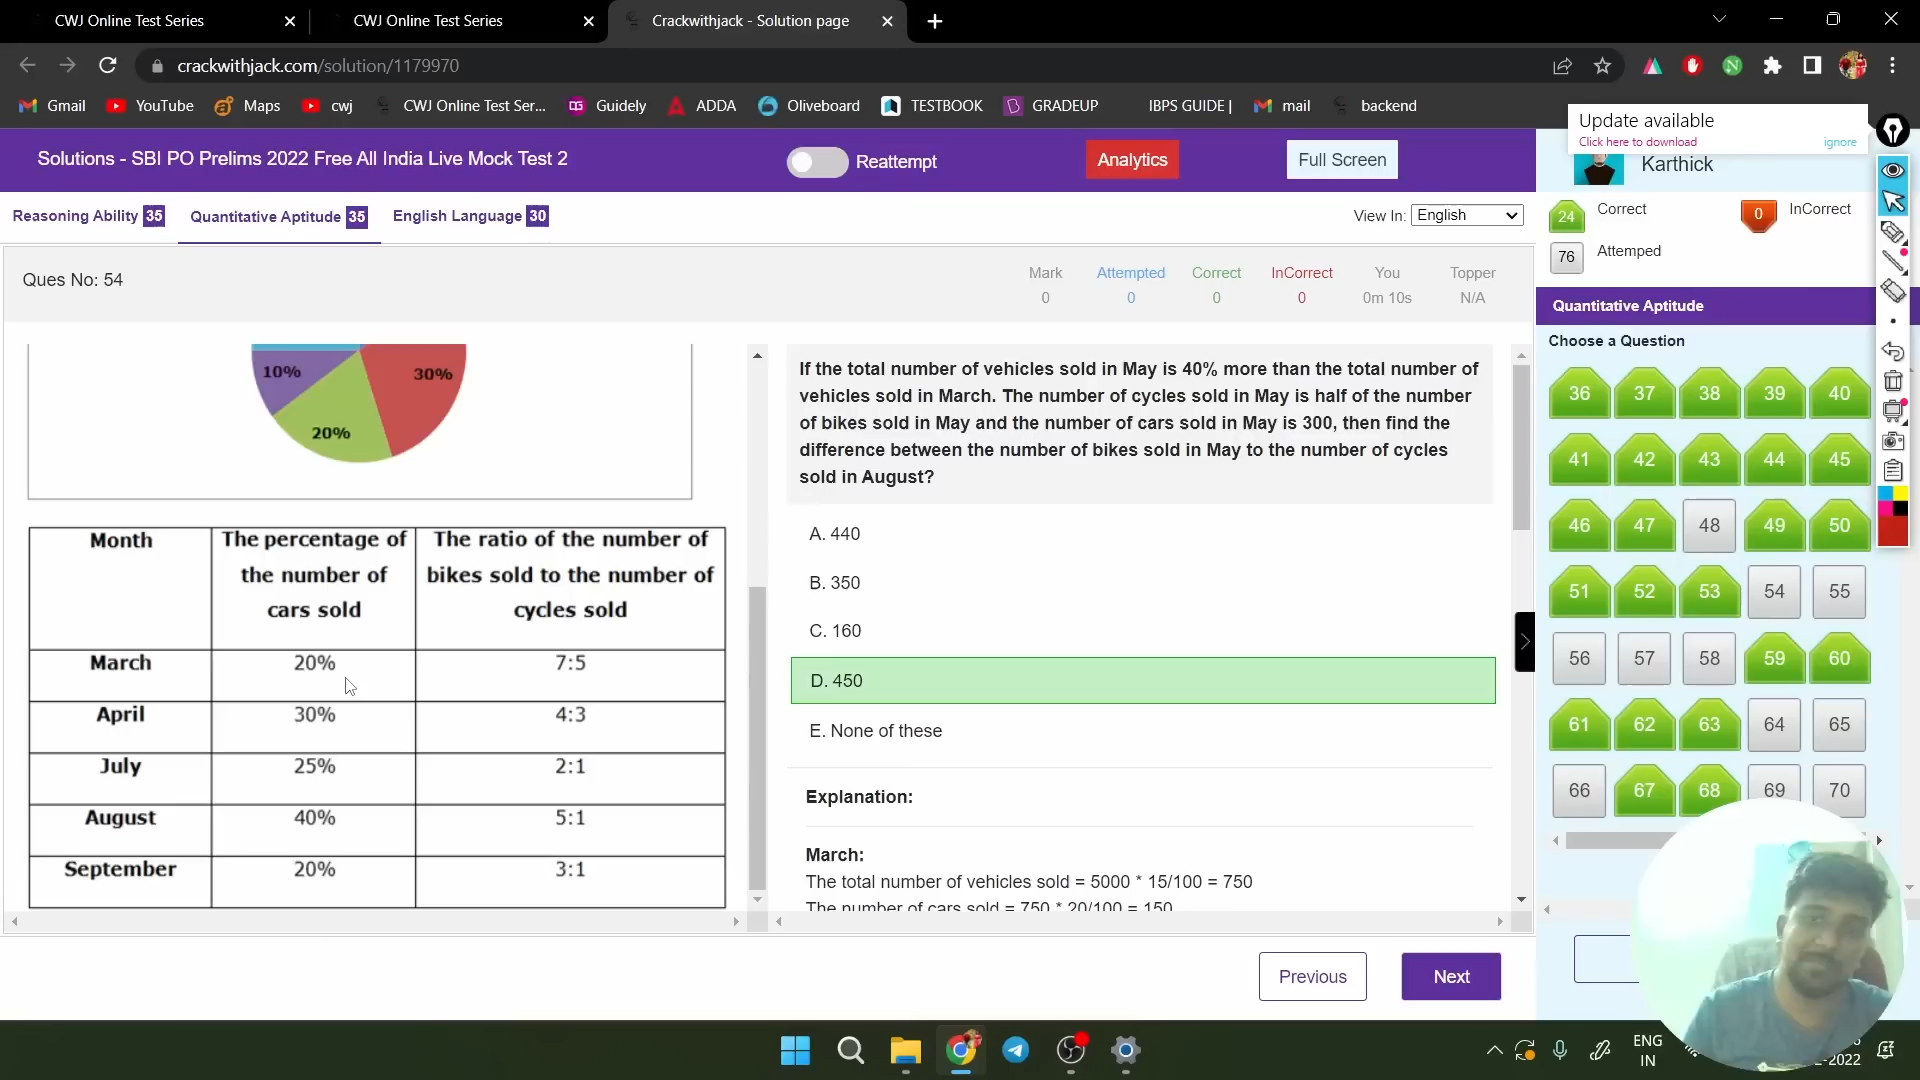 CWJ Online Test Series
CWJ Online Test Series
Crackwithjack - Solution page
crackwithjack.com/solution/1179970
Gmail YouTube Maps cwj CWJ Online Test Ser... Guidely ADDA Oliveboard TESTBOOK GRADEUP IBPS GUIDE | mail backend
Update available
Click here to download ignore
Solutions - SBI PO Prelims 2022 Free All India Live Mock Test 2
Reattempt
Analytics
Full Screen
Karthick
Reasoning Ability 35 Quantitative Aptitude 35 English Language 30
View In: English
24 Correct 0 InCorrect
76 Attemped
Ques No: 54
Mark Attempted Correct InCorrect You Topper
0 0 0 0 0m 10s N/A
Quantitative Aptitude
Choose a Question
36 37 38 39 40
41 42 43 44 45
46 47 48 49 50
51 52 53 54 55
56 57 58 59 60
61 62 63 64 65
66 67 68 69 70
10% 30%
20%
Month The percentage of the number of cars sold The ratio of the number of bikes sold to the number of cycles sold
March 20% 7:5
April 30% 4:3
July 25% 2:1
August 40% 5:1
September 20% 3:1
If the total number of vehicles sold in May is 40% more than the total number of
vehicles sold in March. The number of cycles sold in May is half of the number
of bikes sold in May and the number of cars sold in May is 300, then find the
difference between the number of bikes sold in May to the number of cycles
sold in August?
A. 440
B. 350
C. 160
D. 450
E. None of these
Explanation:
March:
The total number of vehicles sold = 5000 * 15/100 = 750
The number of cars sold = 750 * 20/100 = 150
Previous
Next
ENG
IN
-2022